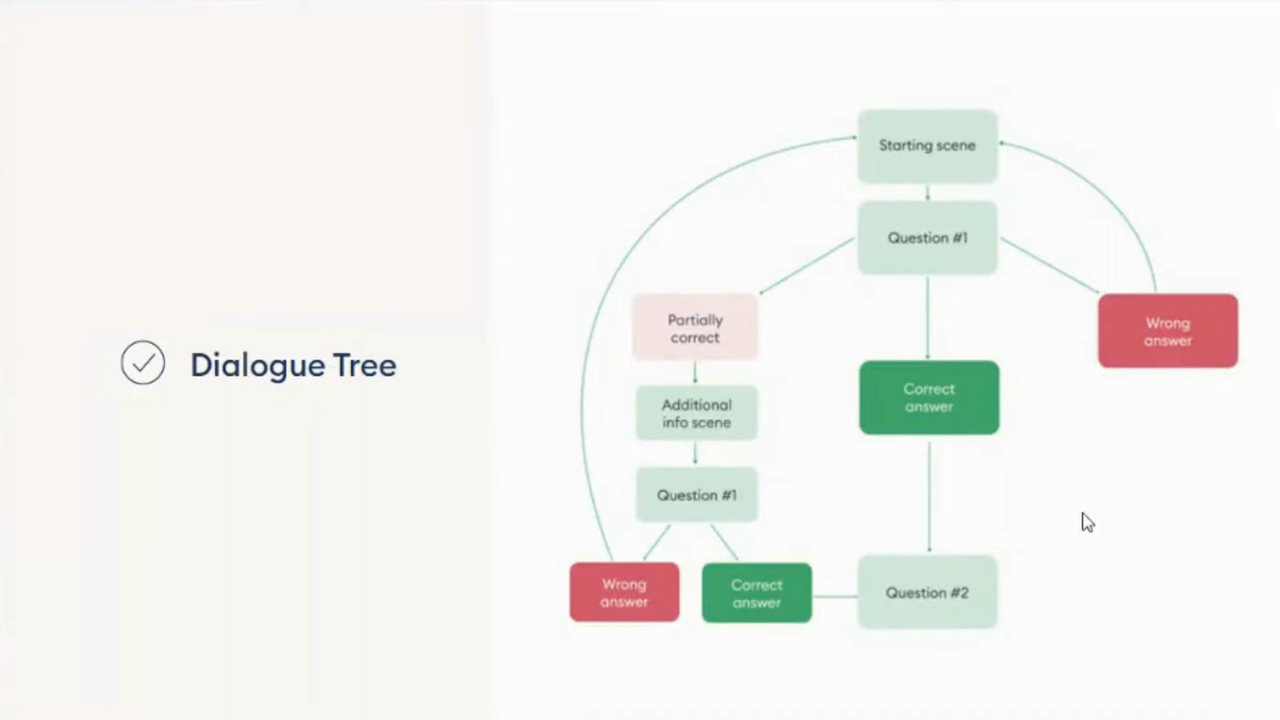 Dialogue Tree
Starting scene
Question #1
Partially
correct
Wrong
answer
Additional
info scene
Correct
answer
Question #1
Wrong
answer
Correct
answer
Question #2